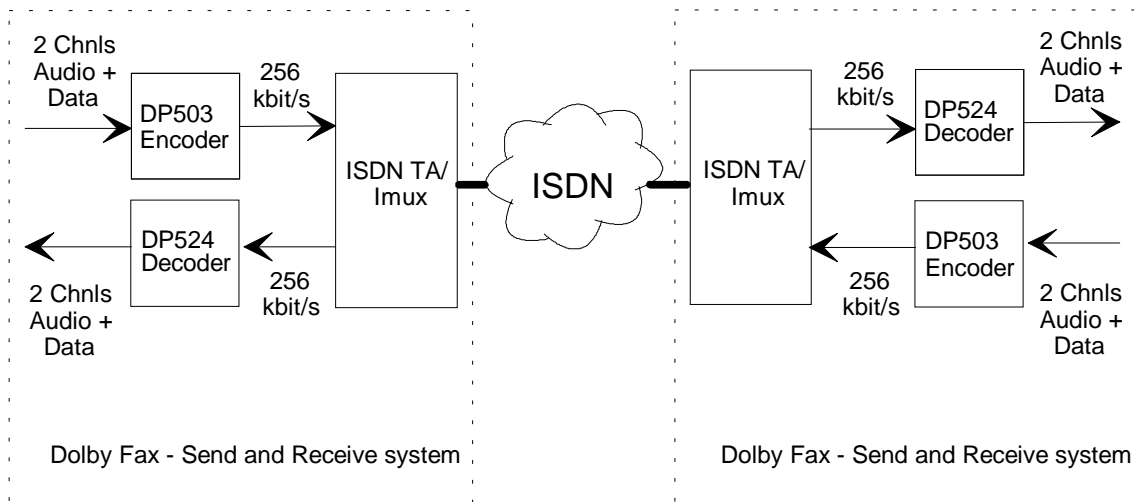 2 Chnls
Audio +
Data
DP503
Encoder
256
kbit/s
ISDN TA/
Imux
DP524
Decoder
2 Chnls
Audio +
Data
256
kbit/s
ISDN
ISDN TA/
Imux
256
kbit/s
DP524
Decoder
2 Chnls
Audio +
Data
256
kbit/s
DP503
Encoder
2 Chnls
Audio +
Data
Dolby Fax - Send and Receive system
Dolby Fax - Send and Receive system